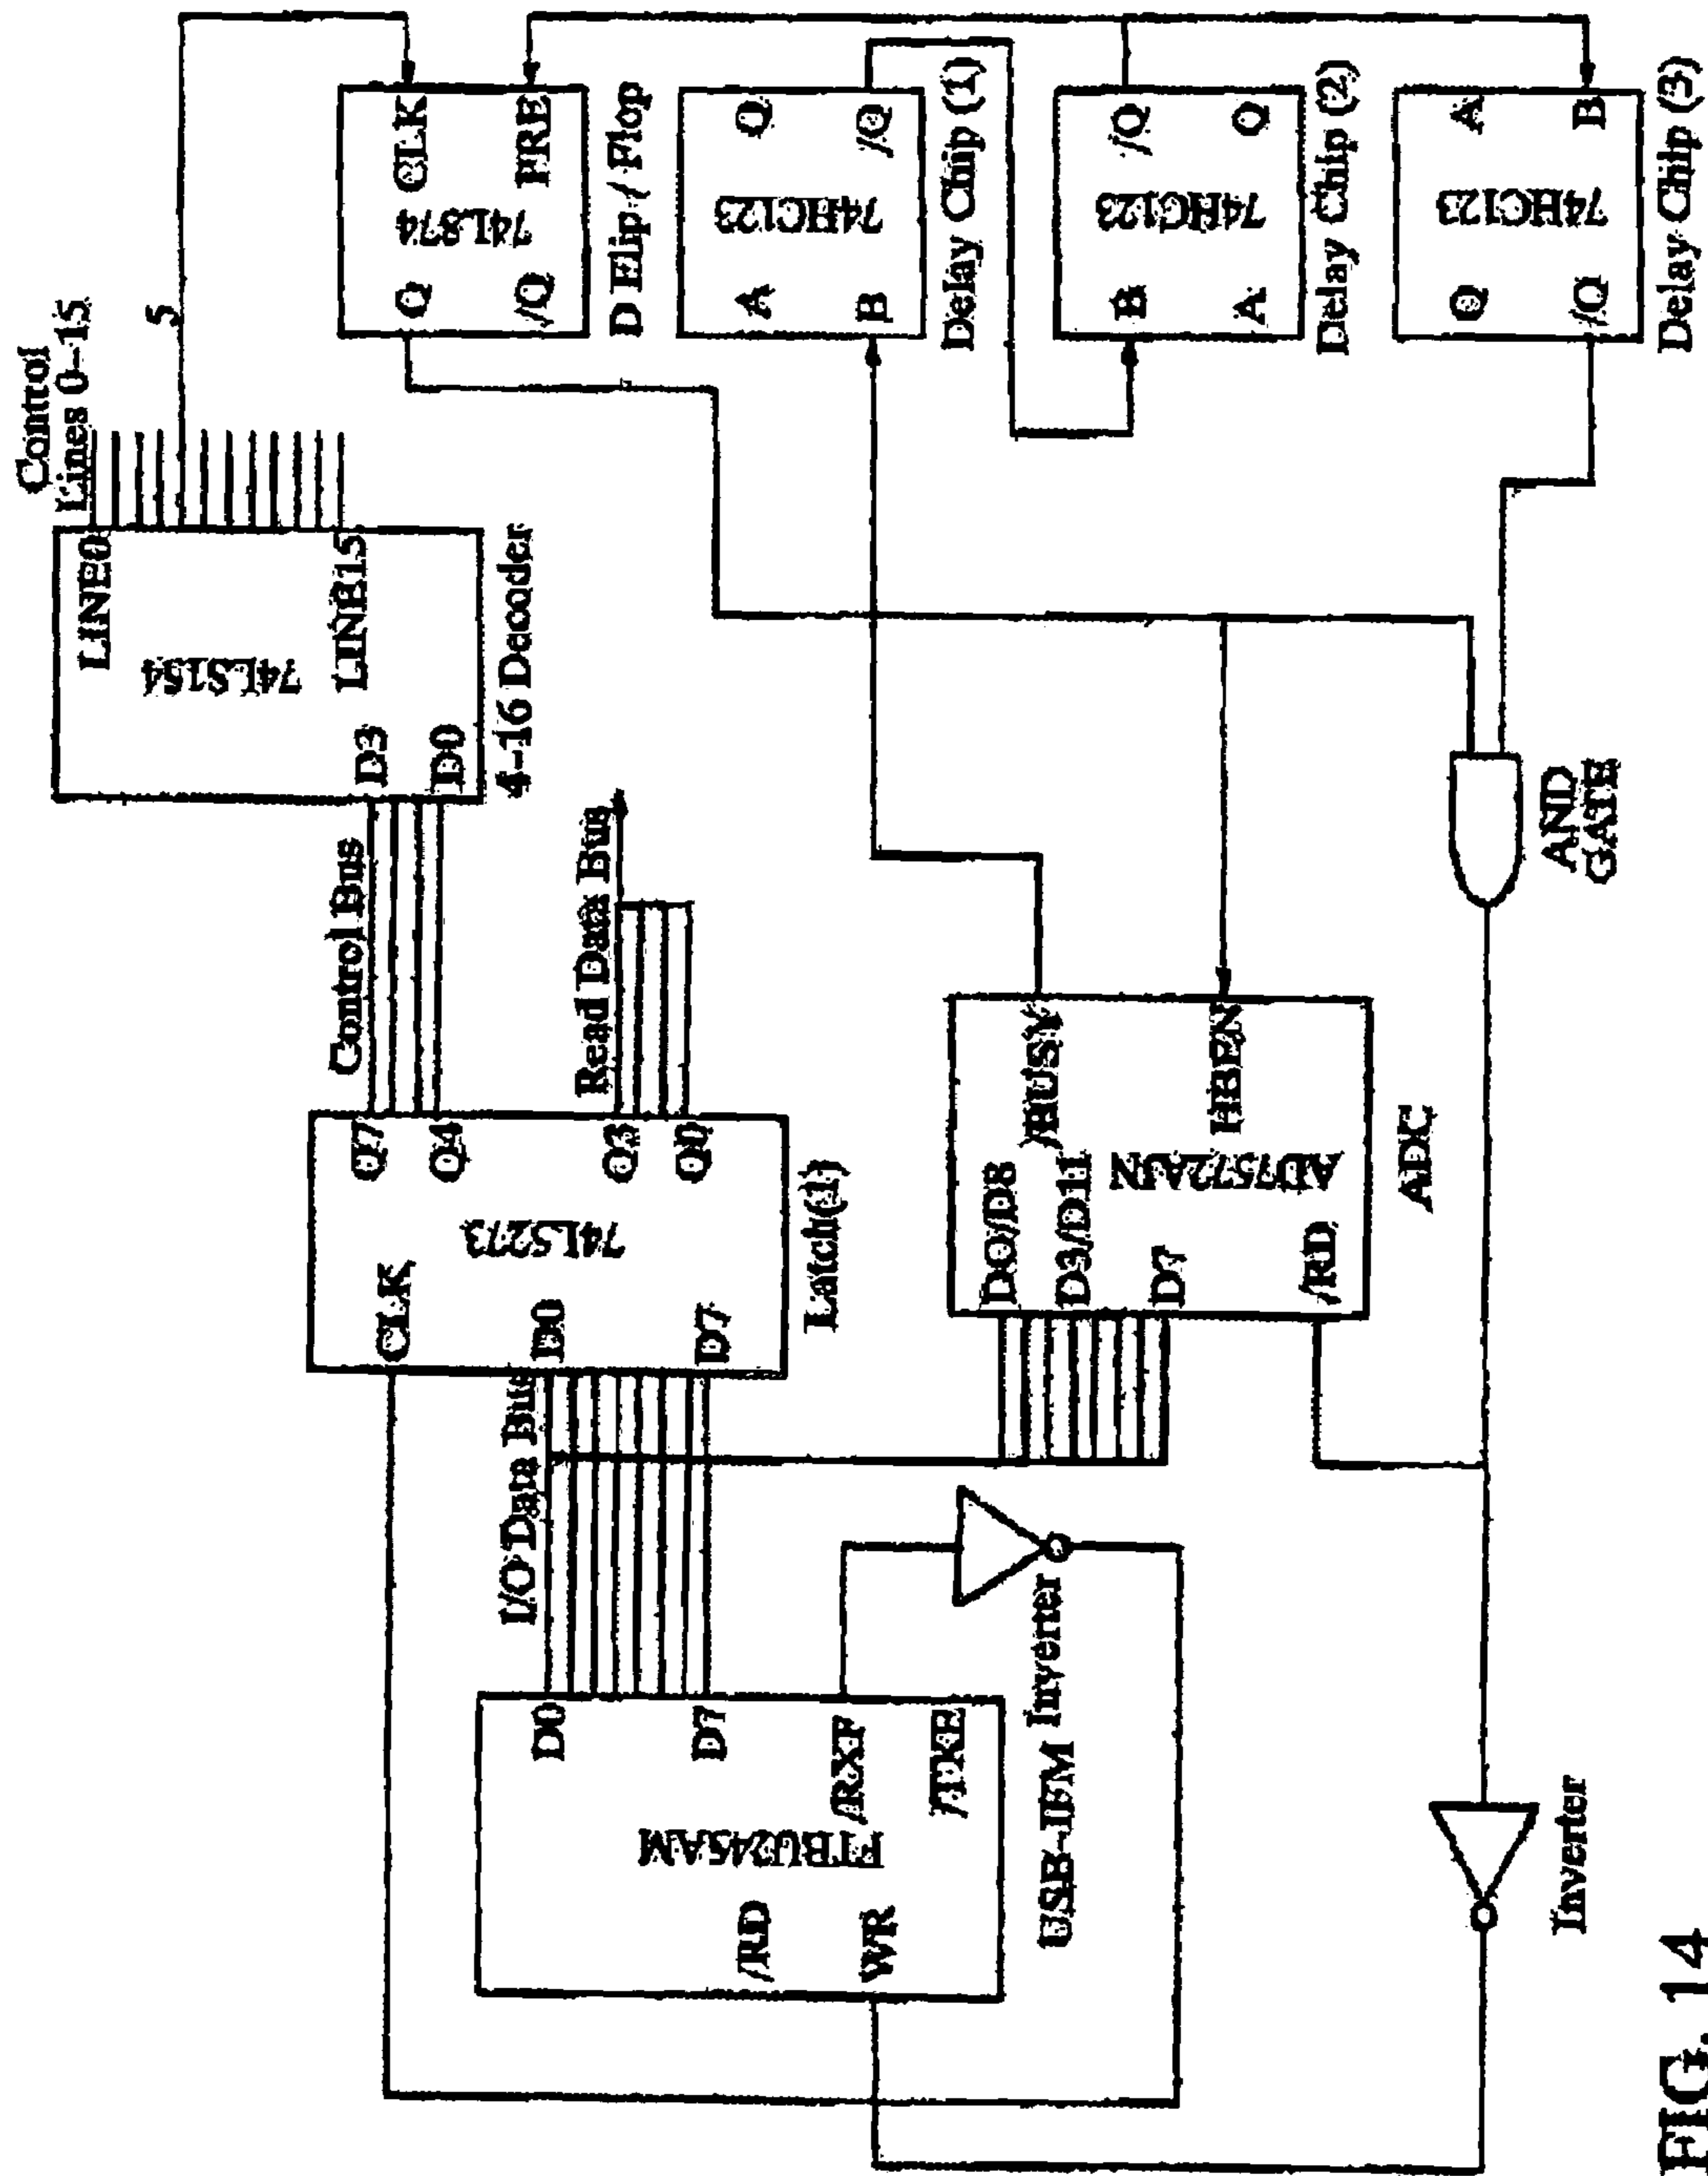 Control
Lines 0-15
5
LINE0
74LS154
LINE15
D3
D0
4-16 Decoder
Control Bus
Read Data Bus
CLK
PRE
74LS74
Q
/Q
D Flip / Flop
A
Q
74HC123
B
/Q
Delay Chip (1)
B
/Q
74HC123
A
Q
Delay Chip (2)
Q
A
74HC123
/Q
B
Delay Chip (3)
Q7
Q4
Q3
Q0
74LS273
CLK
D0
D7
Latch(1)
I/O Data Bus
D0/D8
D3/D11
D7
/RD
/BUSY
HBEN
AD7572AJN
ADC
AND
GATE
D0
D7
/RXF
/TXE
FTBU245AM
/RD
WR
USB-IFM
Inverter
Inverter
FIG. 14